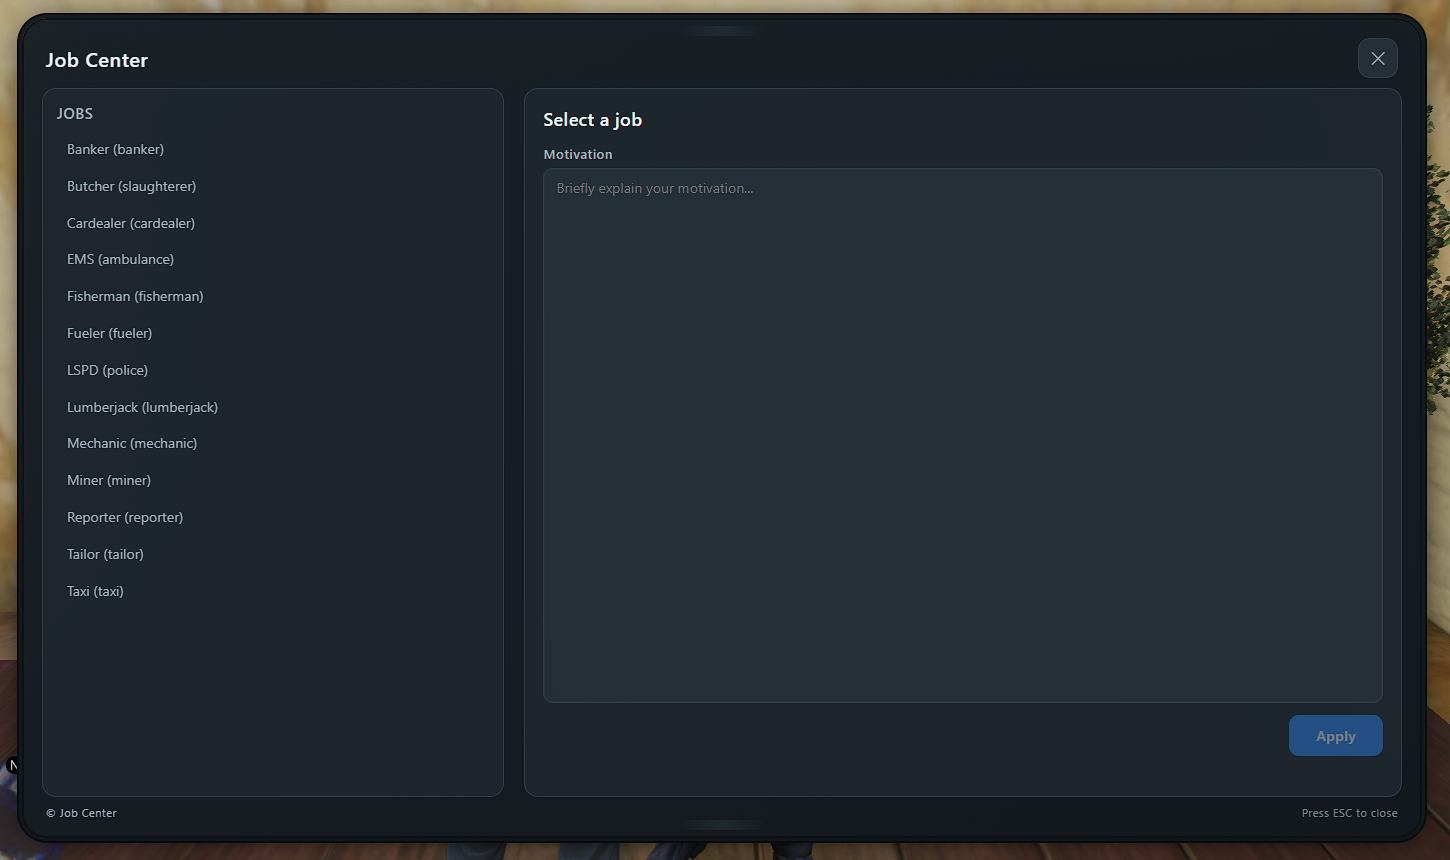 Job Center
JOBS
Banker (banker)
Butcher (slaughterer)
Cardealer (cardealer)
EMS (ambulance)
Fisherman (fisherman)
Fueler (fueler)
LSPD (police)
Lumberjack (lumberjack)
Mechanic (mechanic)
Miner (miner)
Reporter (reporter)
Tailor (tailor)
Taxi (taxi)
Select a job
Motivation
Briefly explain your motivation...
Apply
N
© Job Center
Press ESC to close